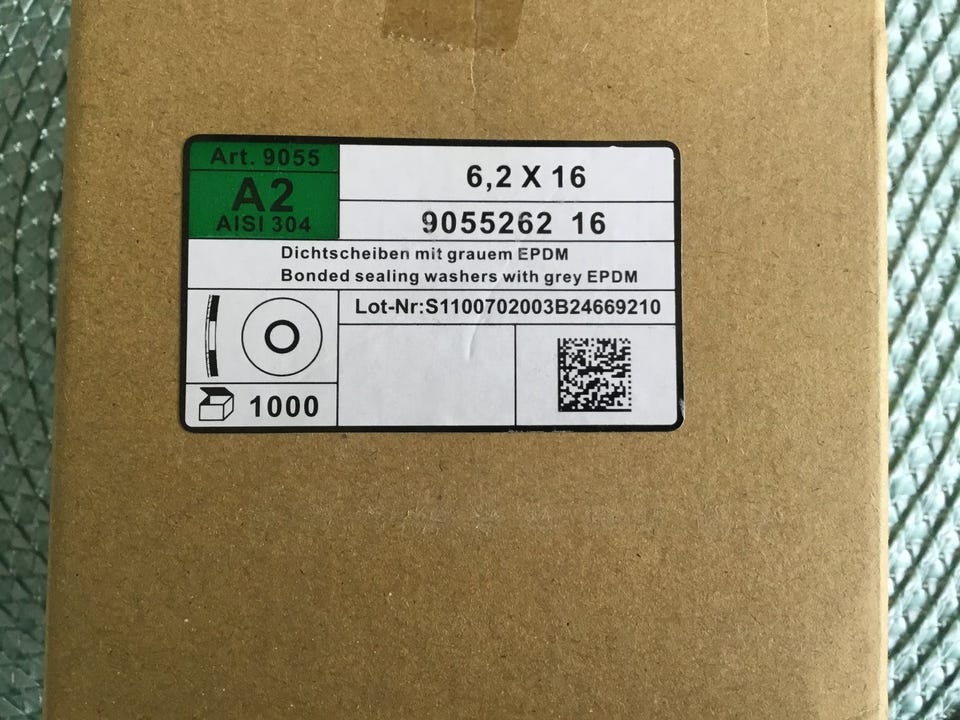 Art. 9055
A2
AISI 304
6,2 X 16
9055262 16
Dichtscheiben mit grauem EPDM
Bonded sealing washers with grey EPDM
Lot-Nr:S1100702003B24669210
1000